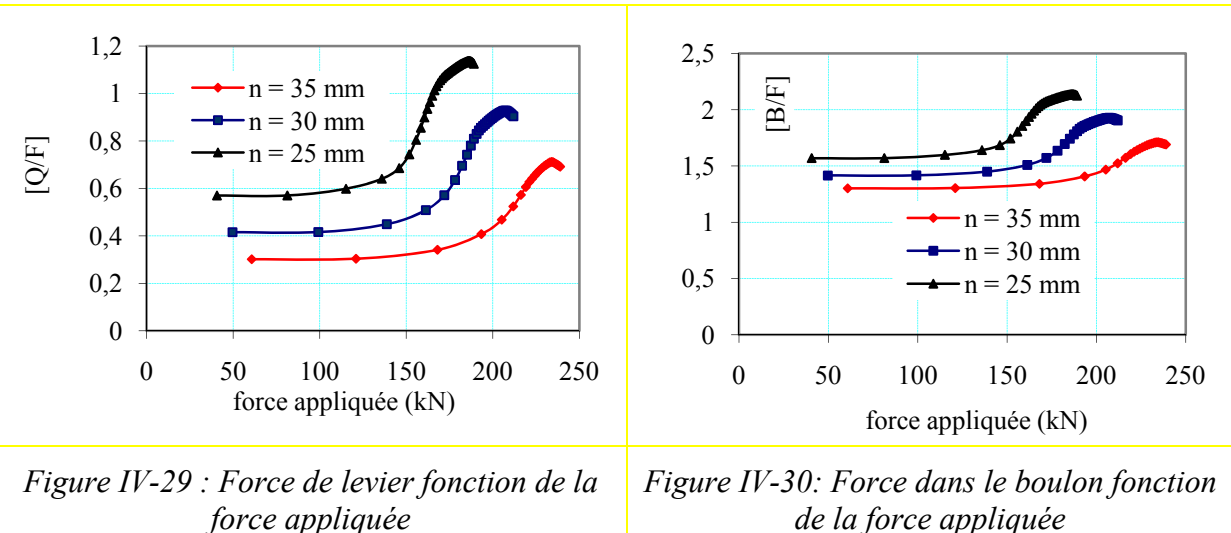 [Q/F]
1,2
1
0,8
0,6
0,4
0,2
0
n = 35 mm
n = 30 mm
n = 25 mm
0 50 100 150 200 250
force appliquée (kN)
[B/F]
2,5
2
1,5
1
0,5
0
n = 35 mm
n = 30 mm
n = 25 mm
0 50 100 150 200 250
force appliquée (kN)
Figure IV-29 : Force de levier fonction de la
force appliquée
Figure IV-30: Force dans le boulon fonction
de la force appliquée